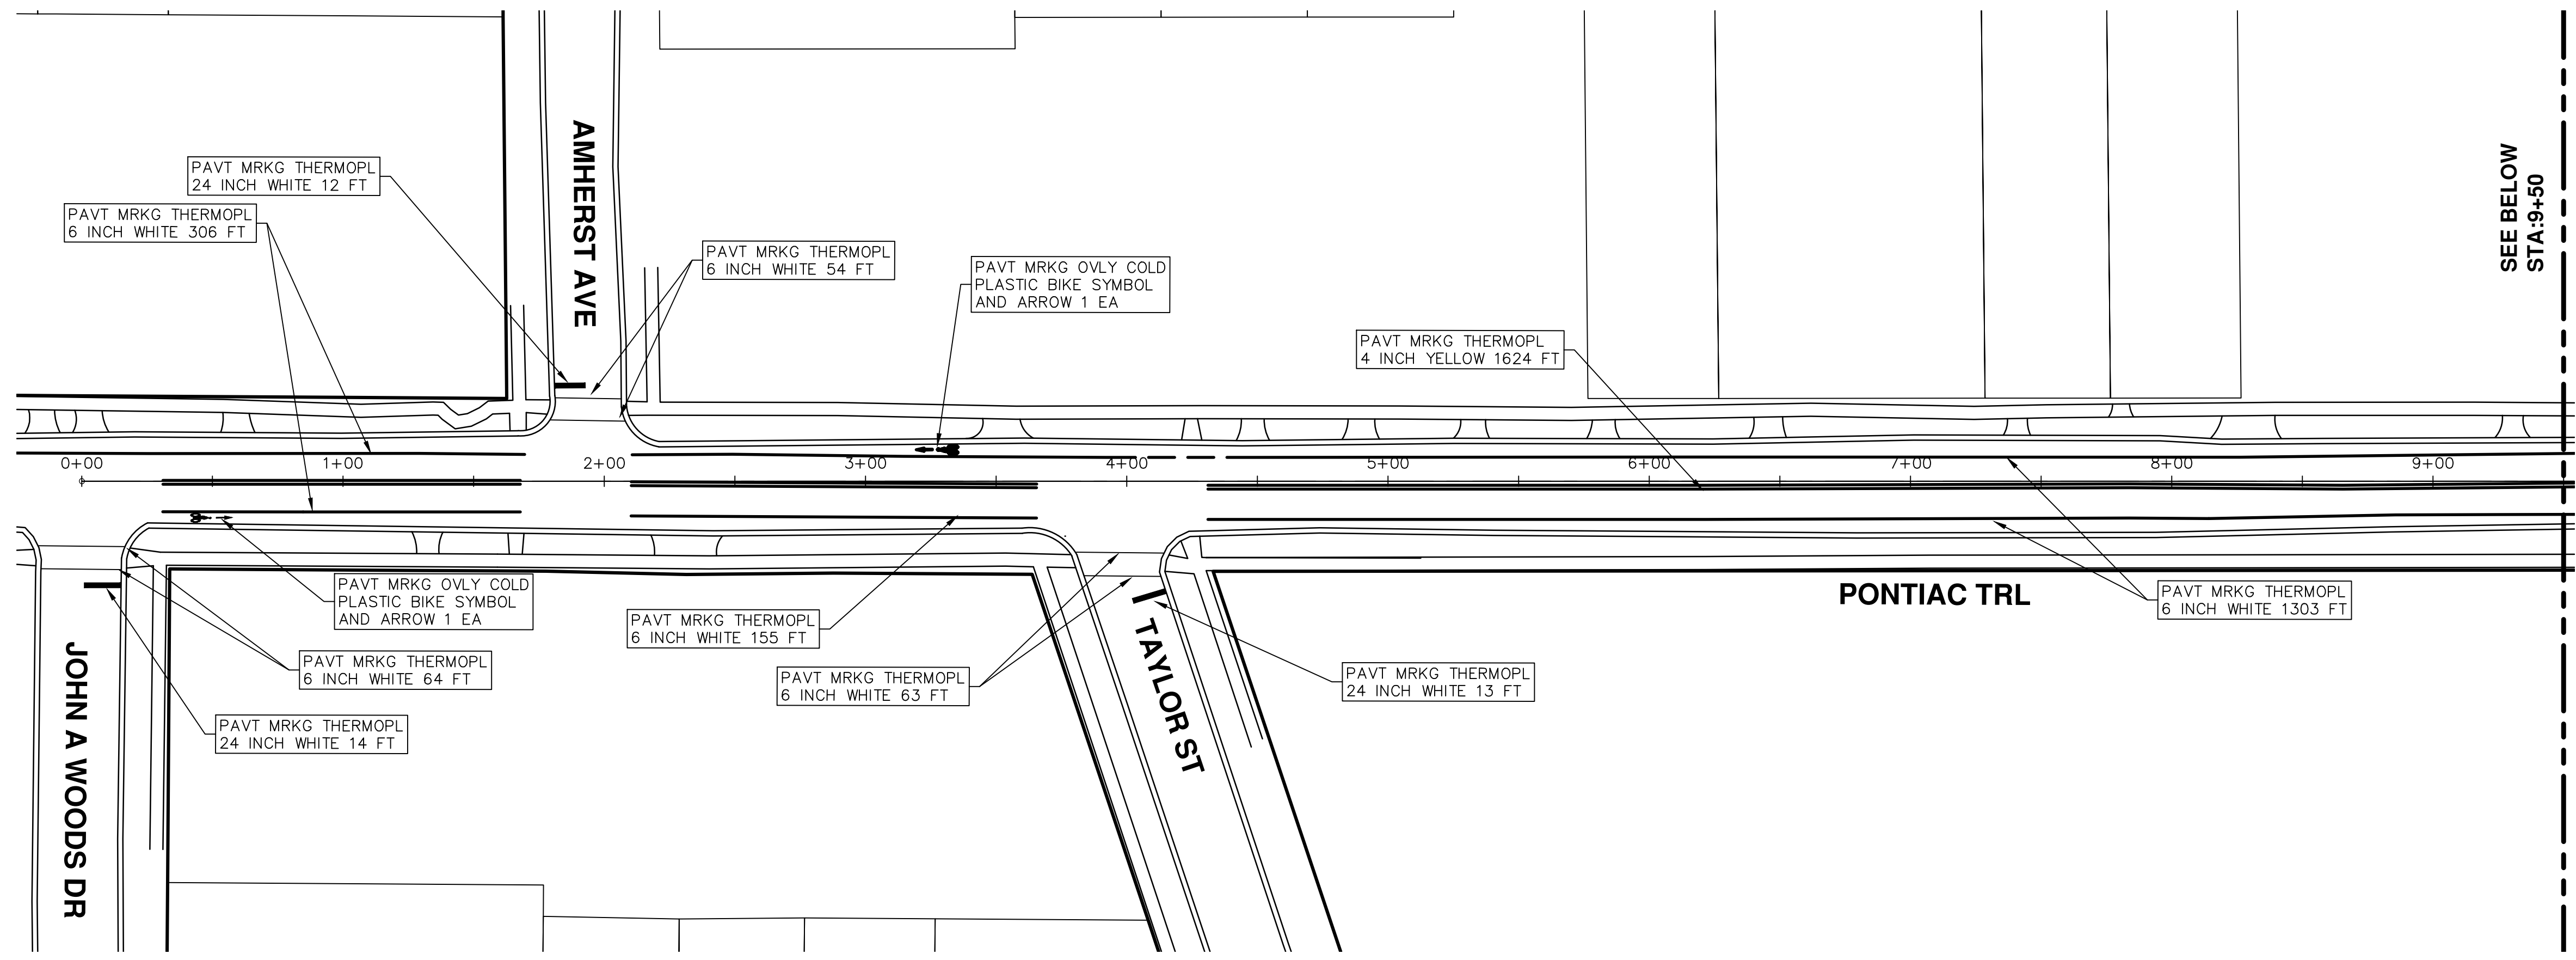 PAVT MRKG THERMOPL
24 INCH WHITE 12 FT
PAVT MRKG THERMOPL
6 INCH WHITE 306 FT
AMHERST AVE
PAVT MRKG THERMOPL
6 INCH WHITE 54 FT
PAVT MRKG OVLY COLD
PLASTIC BIKE SYMBOL
AND ARROW 1 EA
PAVT MRKG THERMOPL
4 INCH YELLOW 1624 FT
SEE BELOW
STA:9+50
0+00
1+00
2+00
3+00
4+00
5+00
6+00
7+00
8+00
9+00
PAVT MRKG OVLY COLD
PLASTIC BIKE SYMBOL
AND ARROW 1 EA
PAVT MRKG THERMOPL
6 INCH WHITE 155 FT
PONTIAC TRL
PAVT MRKG THERMOPL
6 INCH WHITE 1303 FT
JOHN A WOODS DR
PAVT MRKG THERMOPL
6 INCH WHITE 64 FT
PAVT MRKG THERMOPL
6 INCH WHITE 63 FT
TAYLOR ST
PAVT MRKG THERMOPL
24 INCH WHITE 13 FT
PAVT MRKG THERMOPL
24 INCH WHITE 14 FT